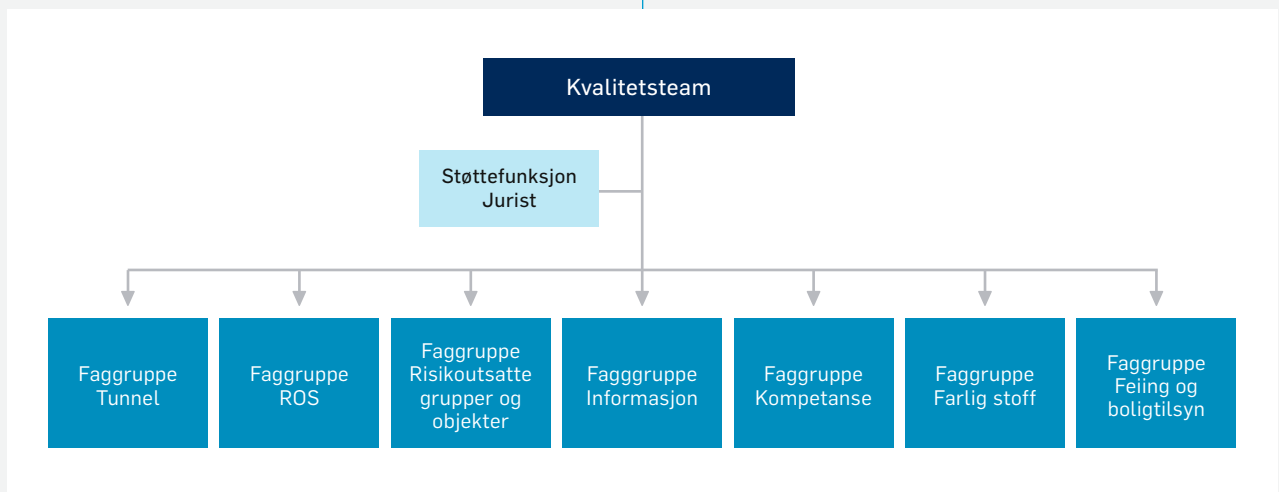 Kvalitetsteam
Støttefunksjon
Jurist
Faggruppe
Tunnel
Faggruppe
ROS
Faggruppe
Risikoutsatte
grupper og
objekter
Fagggruppe
Informasjon
Faggruppe
Kompetanse
Faggruppe
Farlig stoff
Faggruppe
Feiing og
boligtilsyn